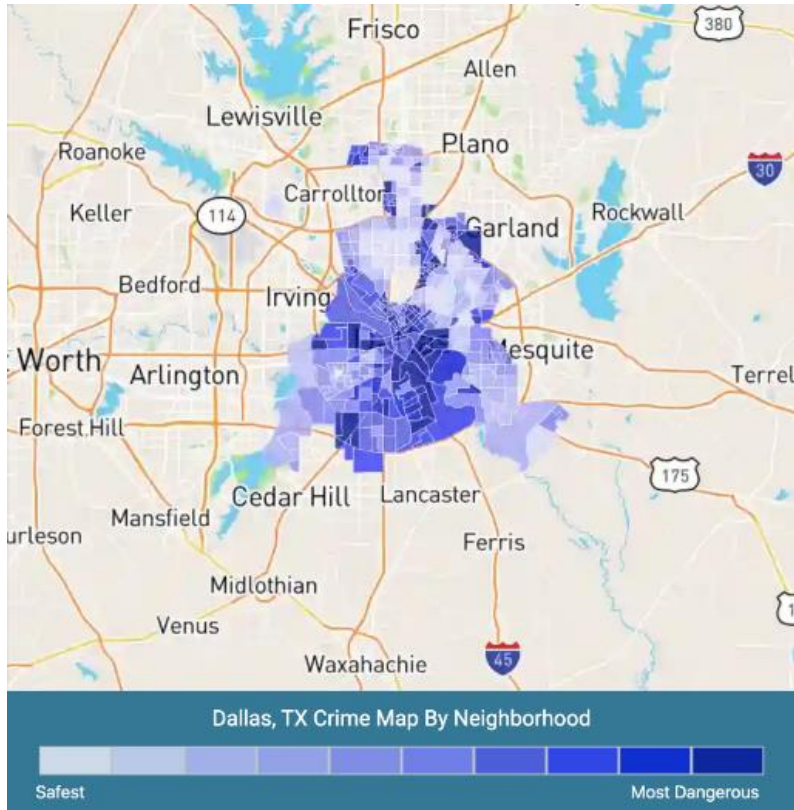 Frisco
380
Allen
Lewisville
Plano
Roanoke
30
Carrollton
Keller
114
Rockwall
Garland
Bedford
Irving
Worth
Mesquite
Arlington
Terrel
Forest Hill
175
Cedar Hill
Lancaster
Mansfield
urleson
Ferris
Midlothian
1
Venus
45
Waxahachie
Dallas, TX Crime Map By Neighborhood
Safest
Most Dangerous